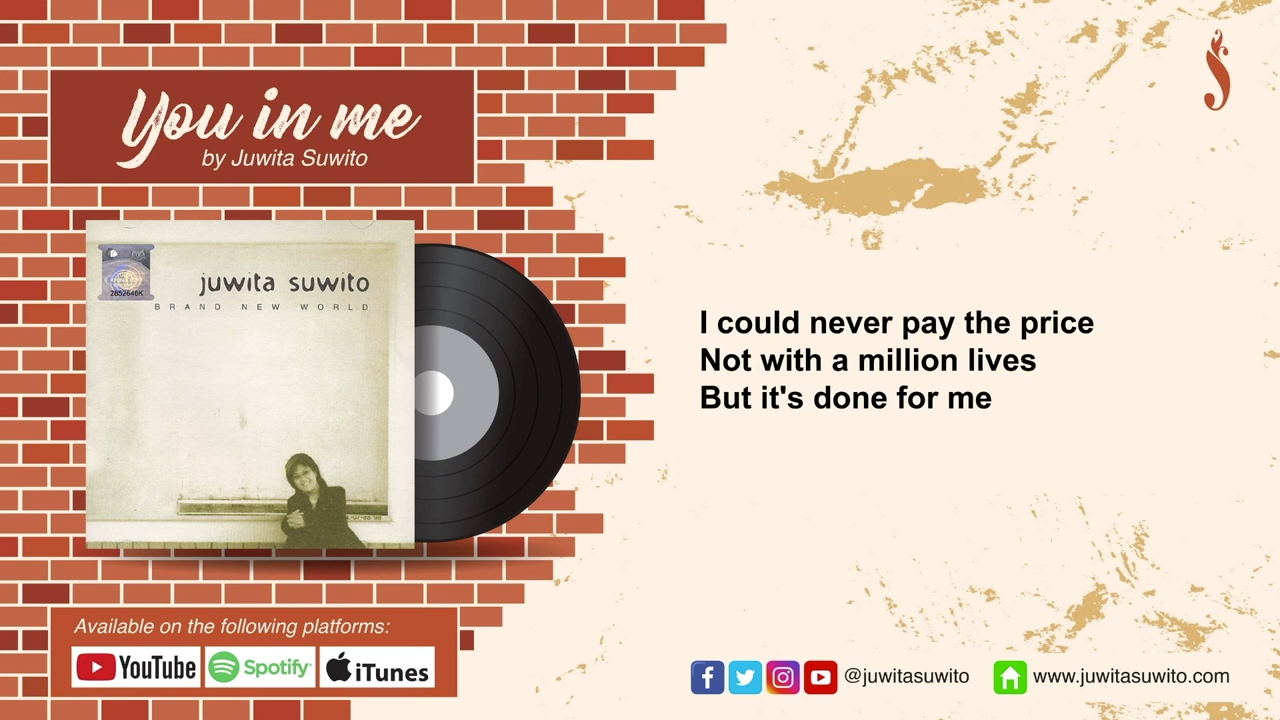 You in me
by Juwita Suwito
juwita suwito
BRAND NEW WORLD
I could never pay the price
Not with a million lives
But it's done for me
Available on the following platforms:
YouTube Spotify iTunes
@juwitasuwito www.juwitasuwito.com